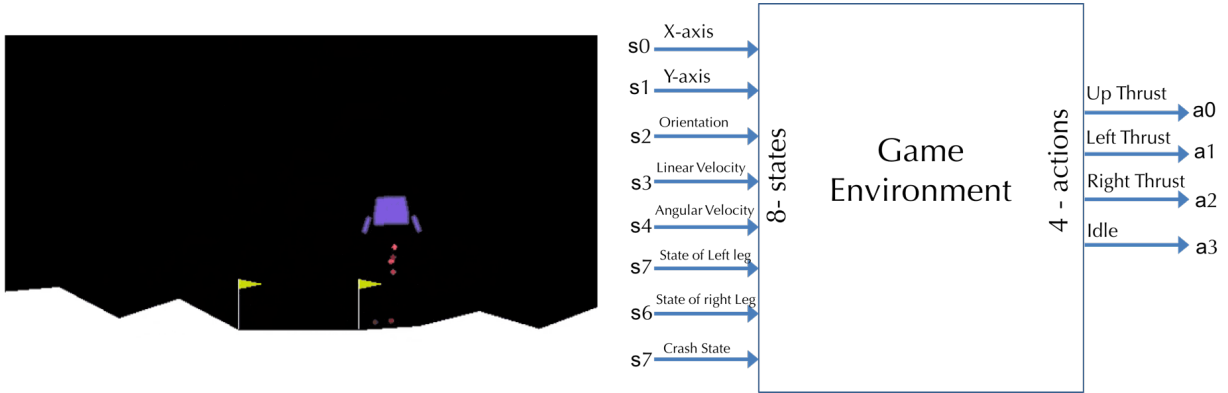 s0 X-axis
s1 Y-axis
s2 Orientation
s3 Linear Velocity
s4 Angular Velocity
s7 State of Left leg
s6 State of right Leg
s7 Crash State
8- states
Game
Environment
4 - actions
Up Thrust a0
Left Thrust a1
Right Thrust a2
Idle a3